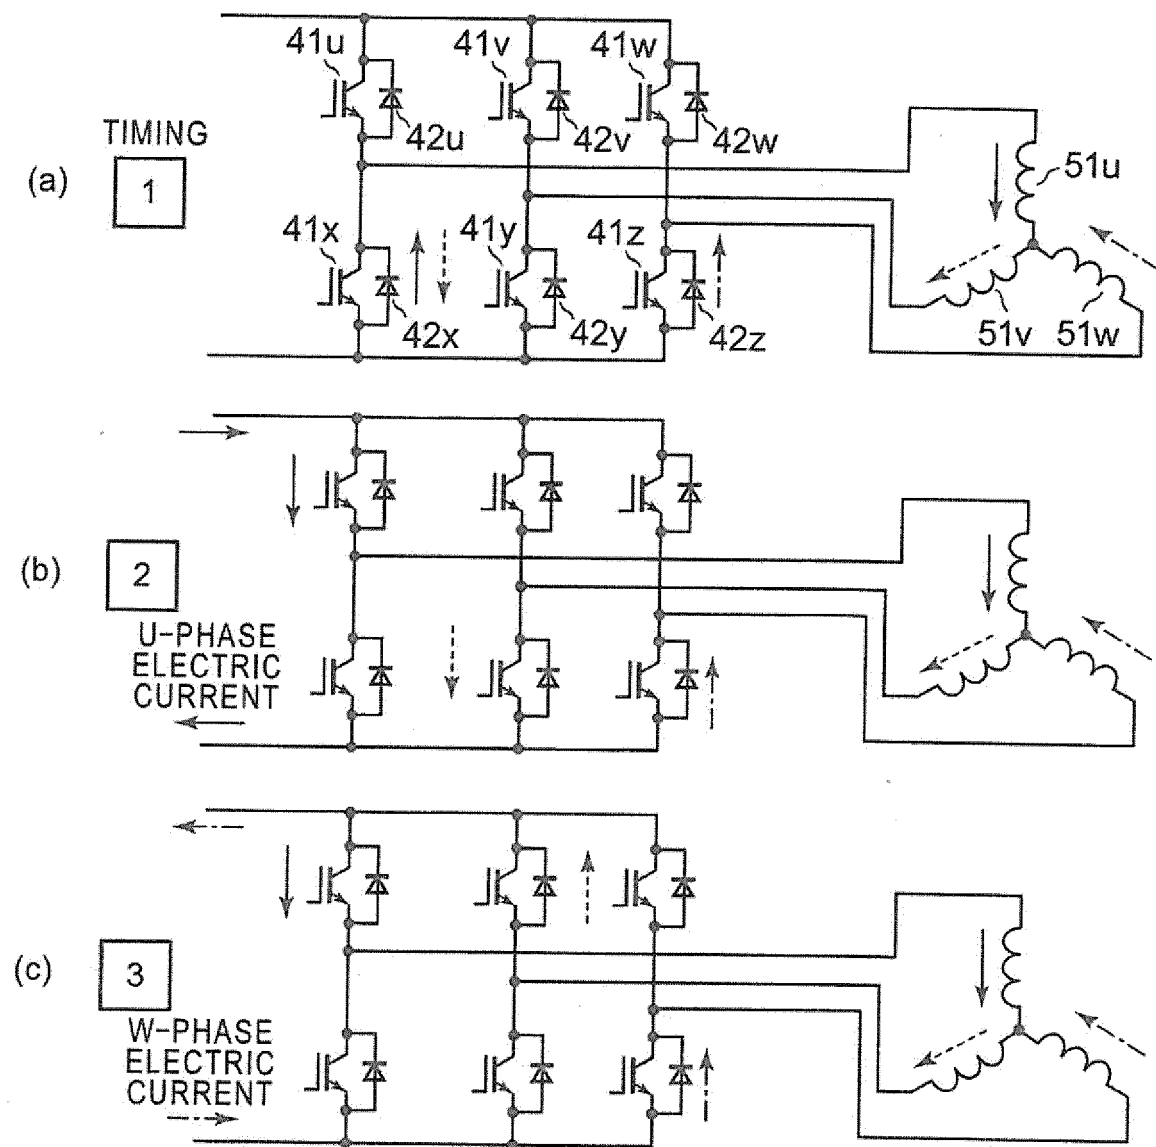 41u
41v
41w
42u
42v
42w
TIMING
(a)
1
51u
41x
41y
41z
42x
42y
42z
51v
51w
(b)
2
U-PHASE
ELECTRIC
CURRENT
(c)
3
W-PHASE
ELECTRIC
CURRENT